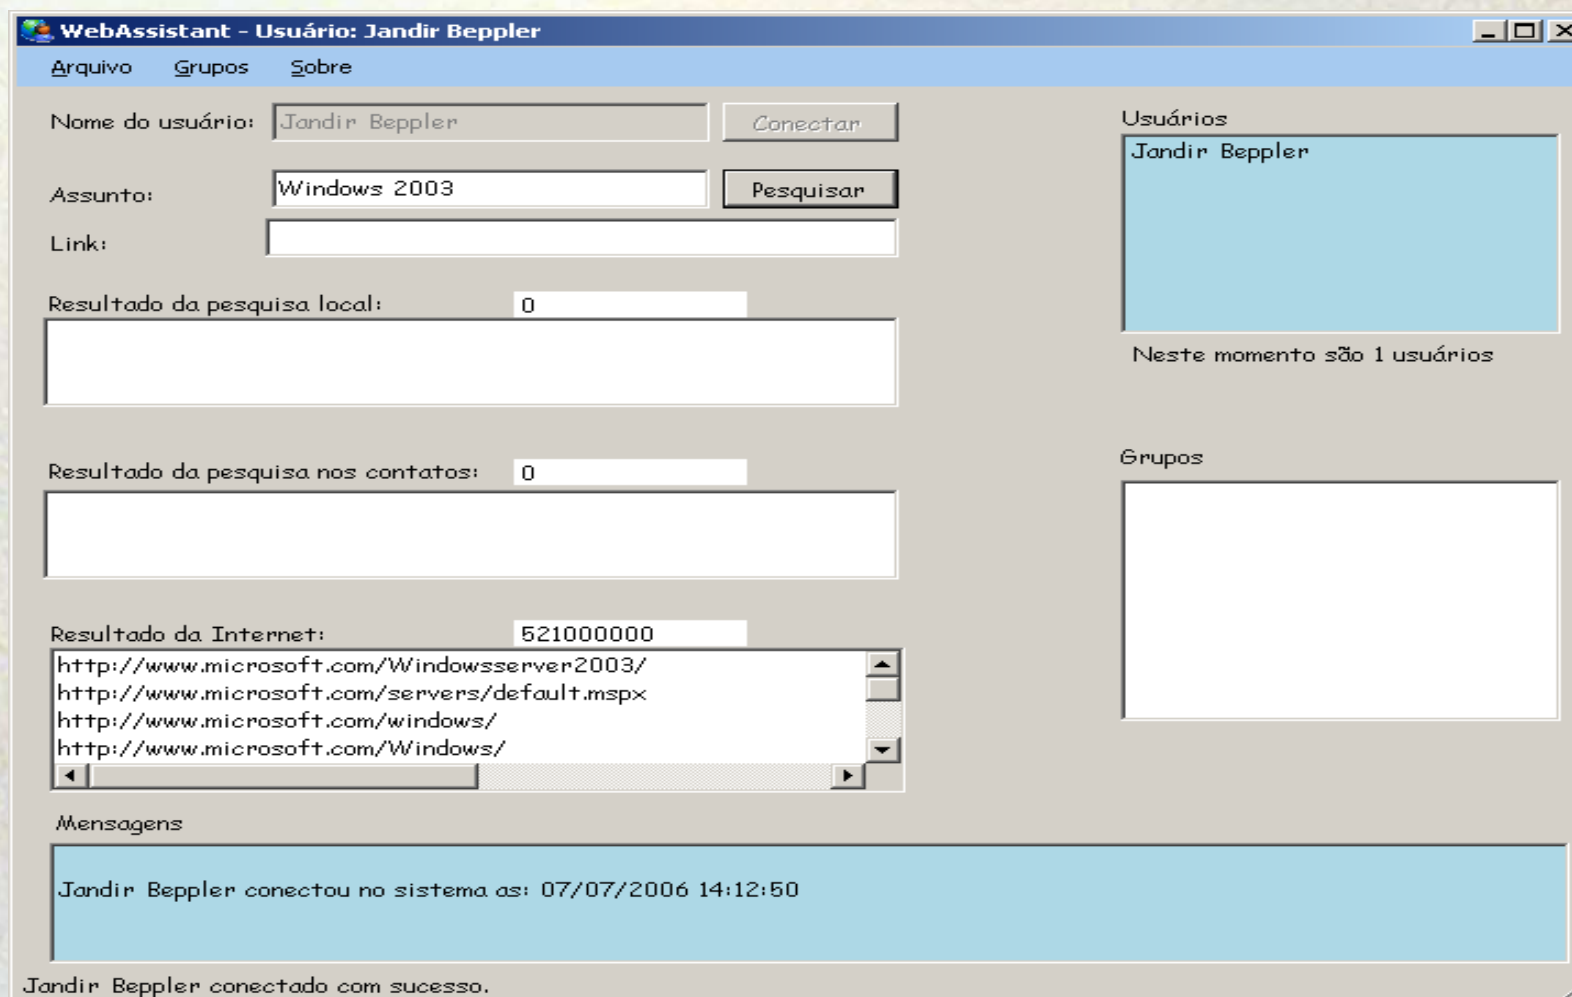 WebAssistant - Usuário: Jandir Beppler
Arquivo Grupos Sobre
Nome do usuário: Jandir Beppler Conectar
Assunto: Windows 2003 Pesquisar
Link:
Resultado da pesquisa local: 0
Resultado da pesquisa nos contatos: 0
Resultado da Internet: 521000000
http://www.microsoft.com/Windowsserver2003/
http://www.microsoft.com/servers/default.mspx
http://www.microsoft.com/windows/
http://www.microsoft.com/Windows/
Usuários
Jandir Beppler
Neste momento são 1 usuários
Grupos
Mensagens
Jandir Beppler conectou no sistema as: 07/07/2006 14:12:50
Jandir Beppler conectado com sucesso.